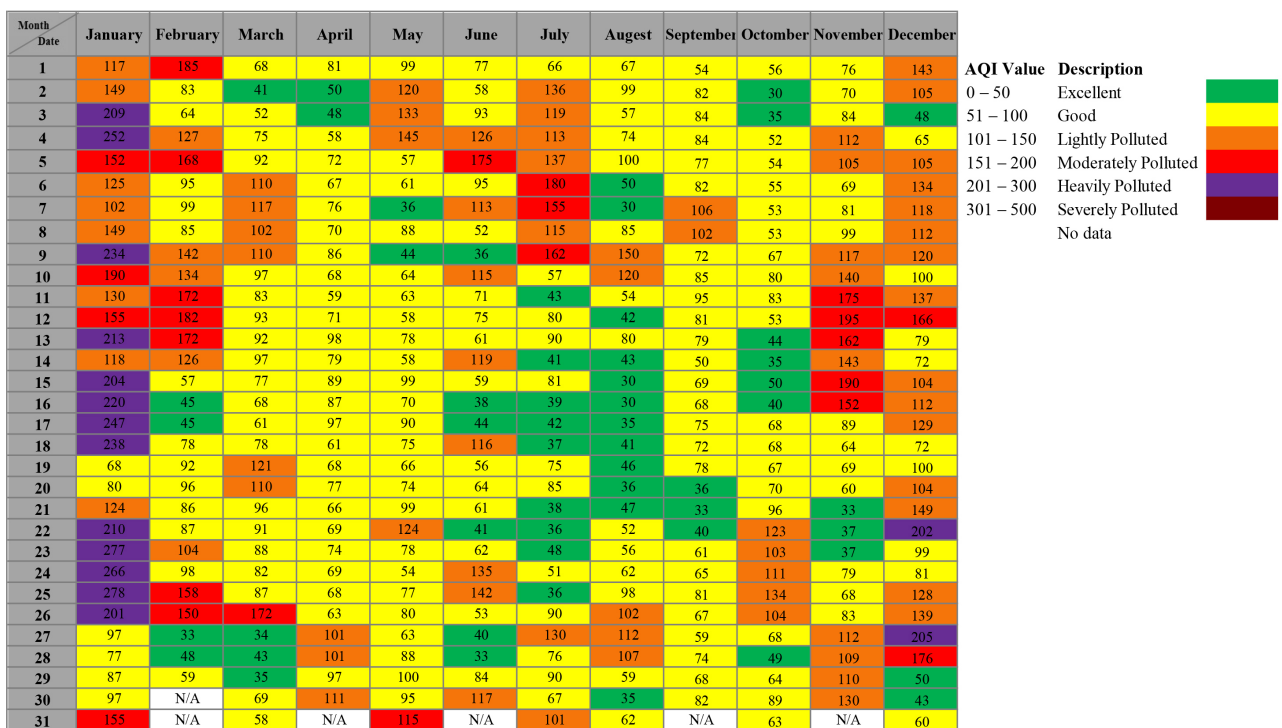 Month
Date
January February March April May June July Augest September Octomber November December
1 117 185 68 81 99 77 66 67 54 56 76 143
2 149 83 41 50 120 58 136 99 82 30 70 105
3 209 64 52 48 133 93 119 57 84 35 84 48
4 252 127 75 58 145 126 113 74 84 52 112 65
5 152 168 92 72 57 175 137 100 77 54 105 105
6 125 95 110 67 61 95 180 50 82 55 69 134
7 102 99 117 76 36 113 155 30 106 53 81 118
8 149 85 102 70 88 52 115 85 102 53 99 112
9 234 142 110 86 44 36 162 150 72 67 117 120
10 190 134 97 68 64 115 57 120 85 80 140 100
11 130 172 83 59 63 71 43 54 95 83 175 137
12 155 182 93 71 58 75 80 42 81 53 195 166
13 213 172 92 98 78 61 90 80 79 44 162 79
14 118 126 97 79 58 119 41 43 50 35 143 72
15 204 57 77 89 99 59 81 30 69 50 190 104
16 220 45 68 87 70 38 39 30 68 40 152 112
17 247 45 61 97 90 44 42 35 75 68 89 129
18 238 78 78 61 75 116 37 41 72 68 64 72
19 68 92 121 68 66 56 75 46 78 67 69 100
20 80 96 110 77 74 64 85 36 36 70 60 104
21 124 86 96 66 99 61 38 47 33 96 33 149
22 210 87 91 69 124 41 36 52 40 123 37 202
23 277 104 88 74 78 62 48 56 61 103 37 99
24 266 98 82 69 54 135 51 62 65 111 79 81
25 278 158 87 68 77 142 36 98 81 134 68 128
26 201 150 172 63 80 53 90 102 67 104 83 139
27 97 33 34 101 63 40 130 112 59 68 112 205
28 77 48 43 101 88 33 76 107 74 49 109 176
29 87 59 35 97 100 84 90 59 68 64 110 50
30 97 N/A 69 111 95 117 67 35 82 89 130 43
31 155 N/A 58 N/A 115 N/A 101 62 N/A 63 N/A 60
AQI Value Description
0 – 50 Excellent
51 – 100 Good
101 – 150 Lightly Polluted
151 – 200 Moderately Polluted
201 – 300 Heavily Polluted
301 – 500 Severely Polluted
No data